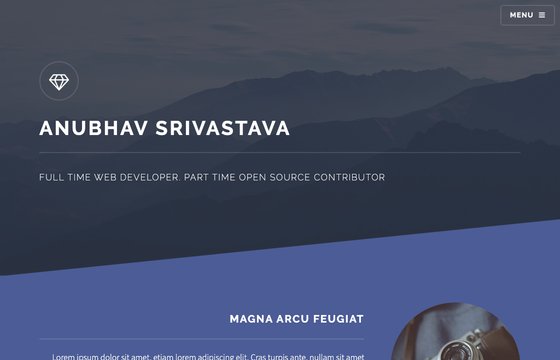 MENU
ANUBHAV SRIVASTAVA
FULL TIME WEB DEVELOPER. PART TIME OPEN SOURCE CONTRIBUTOR
MAGNA ARCU FEUGIAT
Lorem ipsum dolor sit amet, etiam lorem adipiscing elit. Cras turpis ante, nullam sit amet